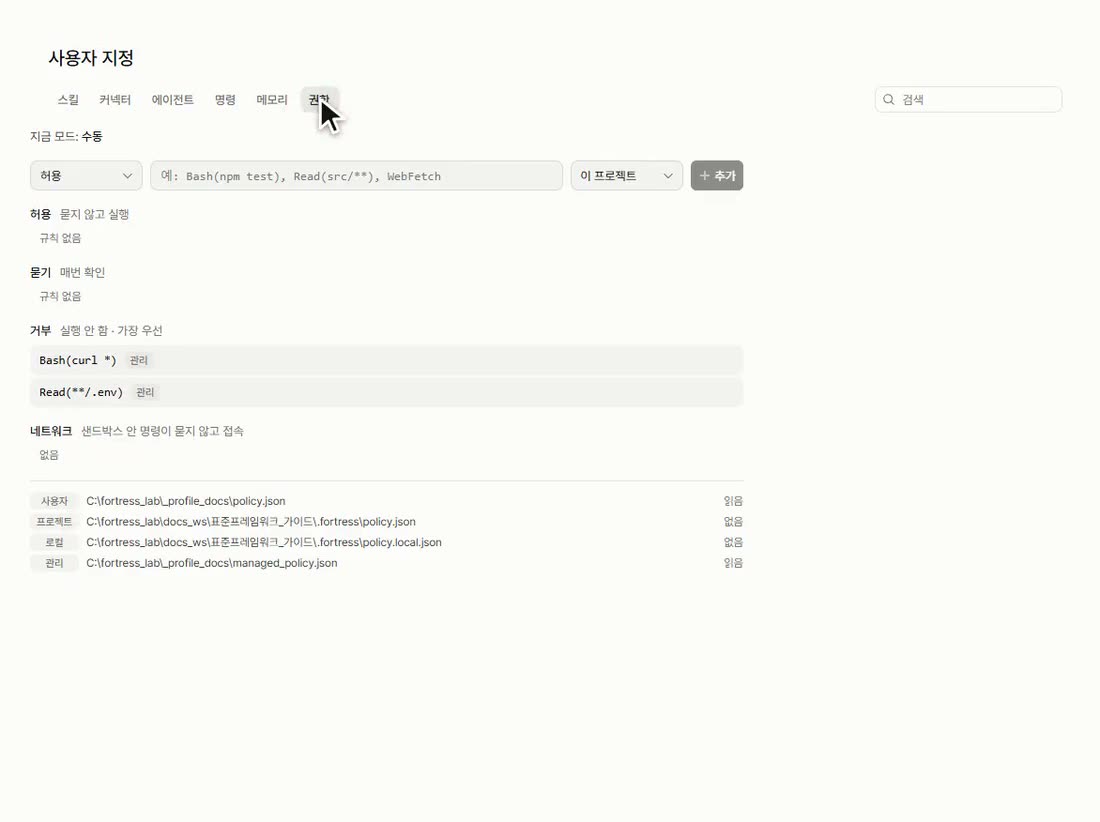 사용자 지정
스킬 커넥터 에이전트 명령 메모리 권한 검색
지금 모드: 수동
허용 예: Bash(npm test), Read(src/**), WebFetch 이 프로젝트 + 추가
허용 묻지 않고 실행
규칙 없음
묻기 매번 확인
규칙 없음
거부 실행 안 함 · 가장 우선
Bash(curl *) 관리
Read(**/.env) 관리
네트워크 샌드박스 안 명령이 묻지 않고 접속
없음
사용자 C:\fortress_lab\_profile_docs\policy.json 읽음
프로젝트 C:\fortress_lab\docs_ws\표준프레임워크_가이드\.fortress\policy.json 없음
로컬 C:\fortress_lab\docs_ws\표준프레임워크_가이드\.fortress\policy.local.json 없음
관리 C:\fortress_lab\_profile_docs\managed_policy.json 읽음